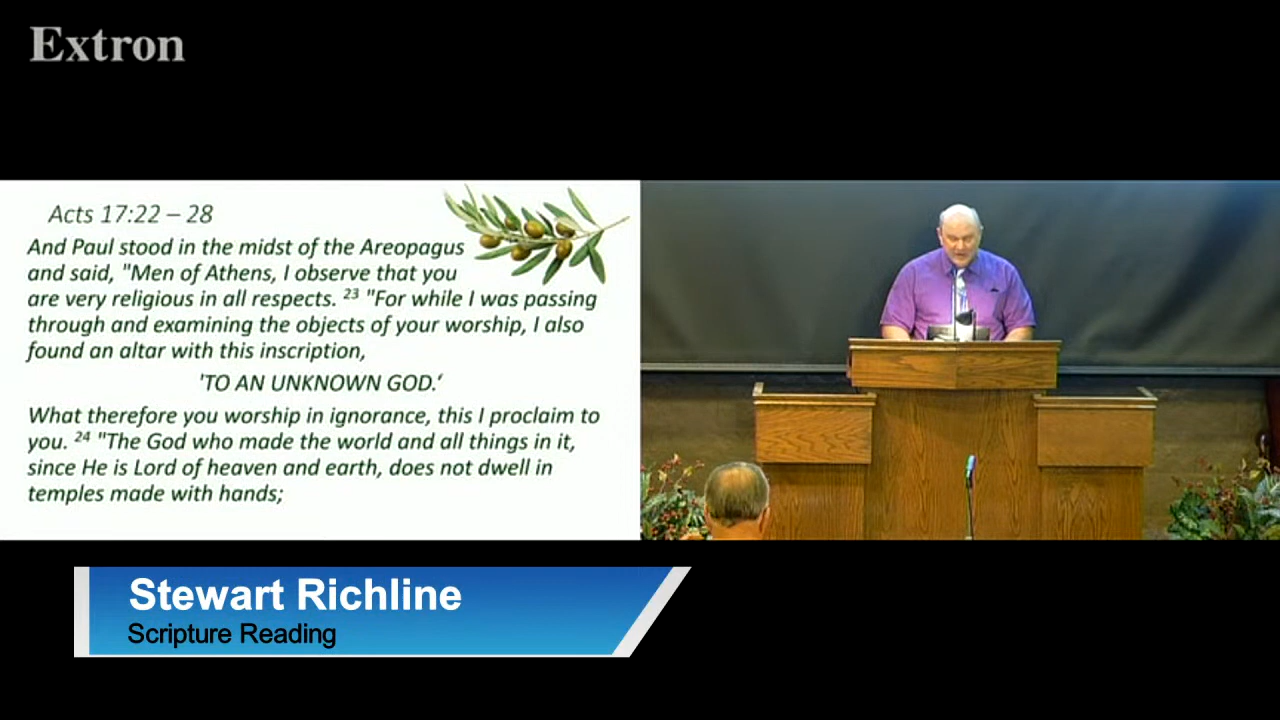 Extron
Acts 17:22 – 28
And Paul stood in the midst of the Areopagus
and said, "Men of Athens, I observe that you
are very religious in all respects. 23 "For while I was passing
through and examining the objects of your worship, I also
found an altar with this inscription,
'TO AN UNKNOWN GOD.‘
What therefore you worship in ignorance, this I proclaim to
you. 24 "The God who made the world and all things in it,
since He is Lord of heaven and earth, does not dwell in
temples made with hands;
Stewart Richline
Scripture Reading